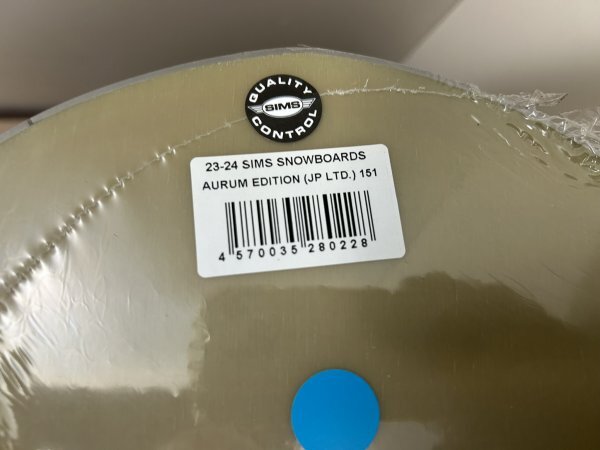 QUALITY
SIMS
CONTROL
23-24 SIMS SNOWBOARDS
AURUM EDITION (JP LTD.) 151
4 570035 280228